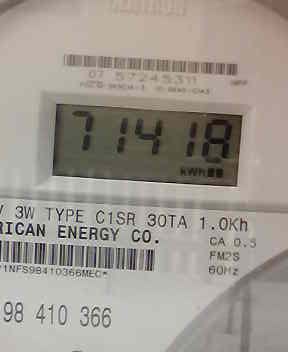 07 57245311
71418
kWh
V 3W TYPE C1SR 30TA 1.0Kh
RICAN ENERGY CO.
CA 0.5
FM2S
60Hz
1NFS98410366MEC*
98 410 366